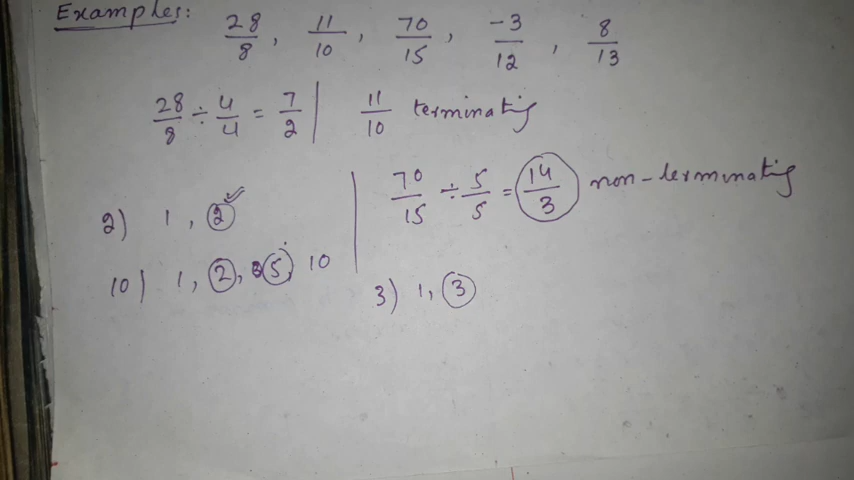 Examples: 28/8, 11/10, 70/15, -3/12, 8/13
28/8 ÷ 4/4 = 7/2 | 11/10 terminating
70/15 ÷ 5/5 = 14/3 non-terminating
2) 1, 2
10) 1, 2, 5, 10
3) 1, 3